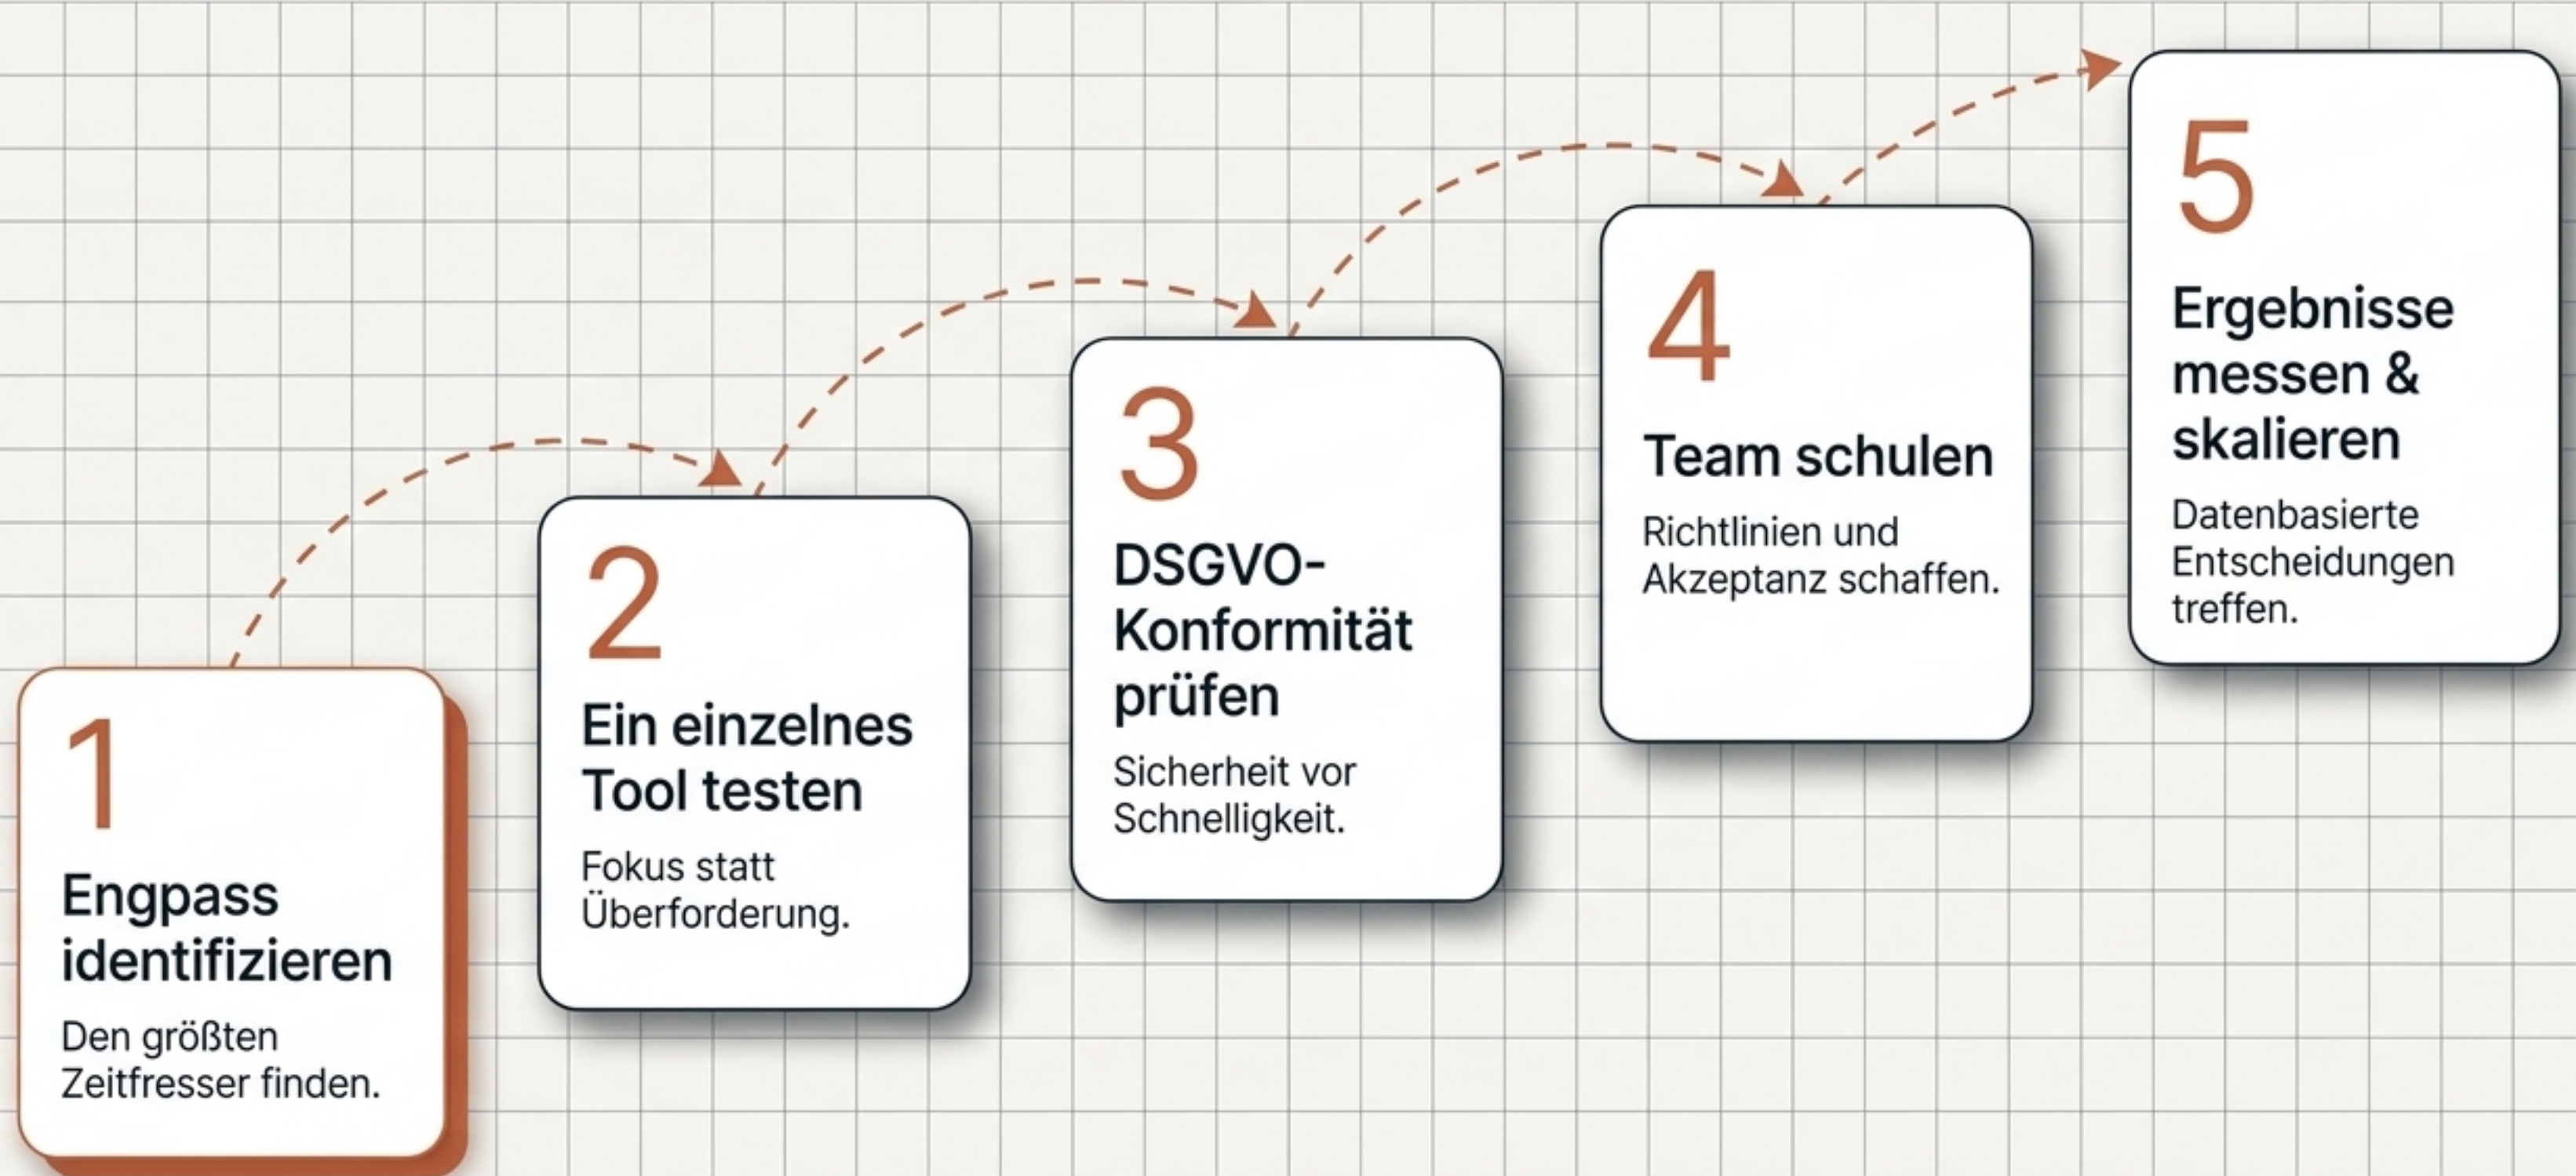 1
Engpass
identifizieren
Den größten
Zeitfresser finden.
2
Ein einzelnes
Tool testen
Fokus statt
Überforderung.
3
DSGVO-
Konformität
prüfen
Sicherheit vor
Schnelligkeit.
4
Team schulen
Richtlinien und
Akzeptanz schaffen.
5
Ergebnisse
messen &
skalieren
Datenbasierte
Entscheidungen
treffen.